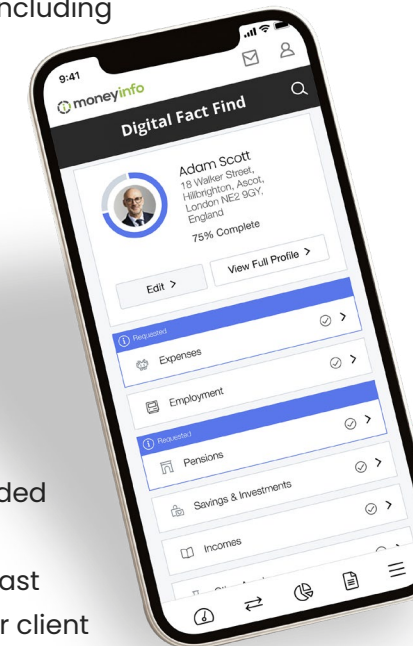 including
9:41
moneyinfo
Digital Fact Find
Adam Scott
18 Walker Street,
Hillbrighton, Ascot,
London NE2 9GY,
England
75% Complete
Edit >
View Full Profile >
Requested
Expenses
Employment
Requested
Pensions
Savings & Investments
Incomes
ded
ast
r client